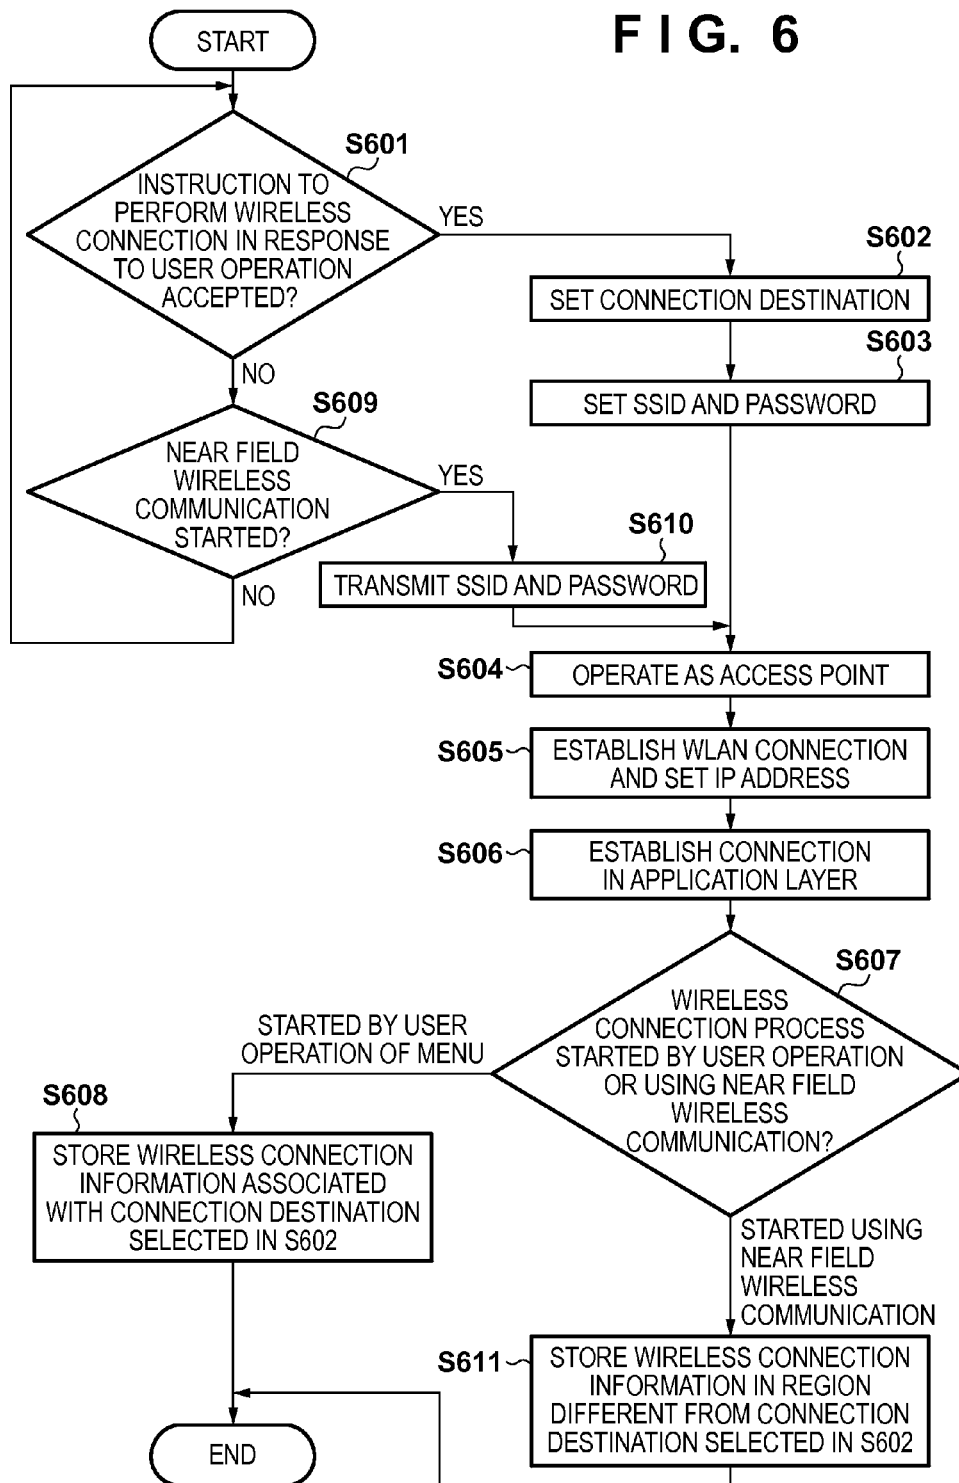 FIG. 6
START
S601
INSTRUCTION TO
PERFORM WIRELESS
CONNECTION IN RESPONSE
TO USER OPERATION
ACCEPTED?
YES
NO
S602
SET CONNECTION DESTINATION
S603
SET SSID AND PASSWORD
S609
NEAR FIELD
WIRELESS
COMMUNICATION
STARTED?
YES
NO
S610
TRANSMIT SSID AND PASSWORD
S604
OPERATE AS ACCESS POINT
S605
ESTABLISH WLAN CONNECTION
AND SET IP ADDRESS
S606
ESTABLISH CONNECTION
IN APPLICATION LAYER
S607
WIRELESS
CONNECTION PROCESS
STARTED BY USER OPERATION
OR USING NEAR FIELD
WIRELESS
COMMUNICATION?
STARTED BY USER
OPERATION OF MENU
S608
STORE WIRELESS CONNECTION
INFORMATION ASSOCIATED
WITH CONNECTION DESTINATION
SELECTED IN S602
STARTED USING
NEAR FIELD
WIRELESS
COMMUNICATION
S611
STORE WIRELESS CONNECTION
INFORMATION IN REGION
DIFFERENT FROM CONNECTION
DESTINATION SELECTED IN S602
END